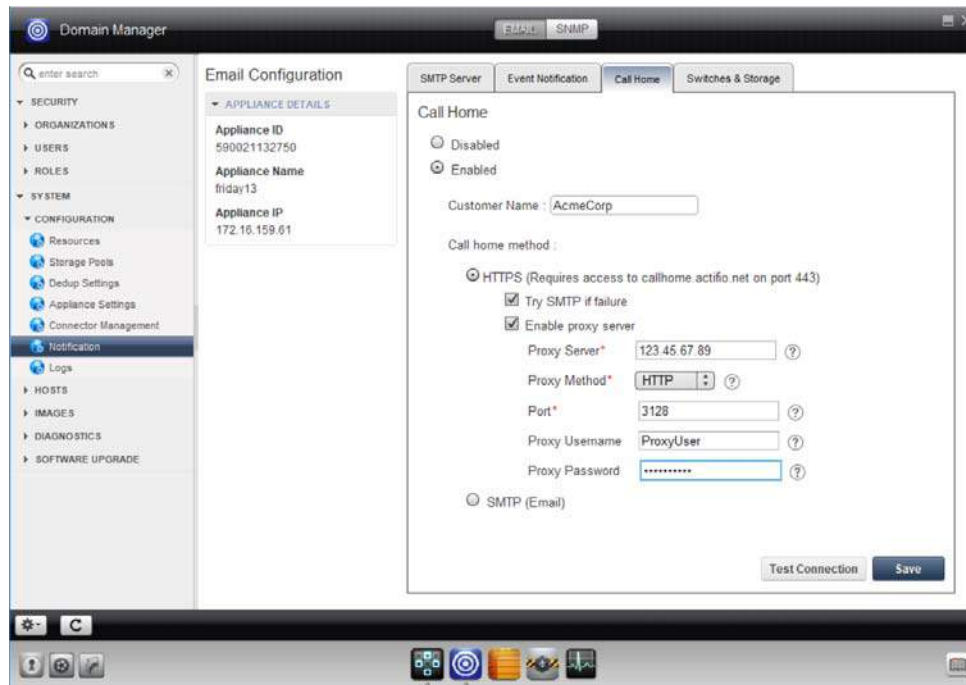 Domain Manager
EMAIL SNMP
enter search
SECURITY
ORGANIZATIONS
USERS
ROLES
SYSTEM
CONFIGURATION
Resources
Storage Pools
Dedup Settings
Appliance Settings
Connector Management
Notification
Logs
HOSTS
IMAGES
DIAGNOSTICS
SOFTWARE UPGRADE
Email Configuration
APPLIANCE DETAILS
Appliance ID
590021132750
Appliance Name
friday13
Appliance IP
172.16.159.61
SMTP Server Event Notification Call Home Switches & Storage
Call Home
Disabled
Enabled
Customer Name : AcmeCorp
Call home method :
HTTPS (Requires access to callhome.actifio.net on port 443)
Try SMTP if failure
Enable proxy server
Proxy Server* 123.45.67.89 ?
Proxy Method* HTTP ?
Port* 3128 ?
Proxy Username ProxyUser ?
Proxy Password •••••••••• ?
SMTP (Email)
Test Connection Save